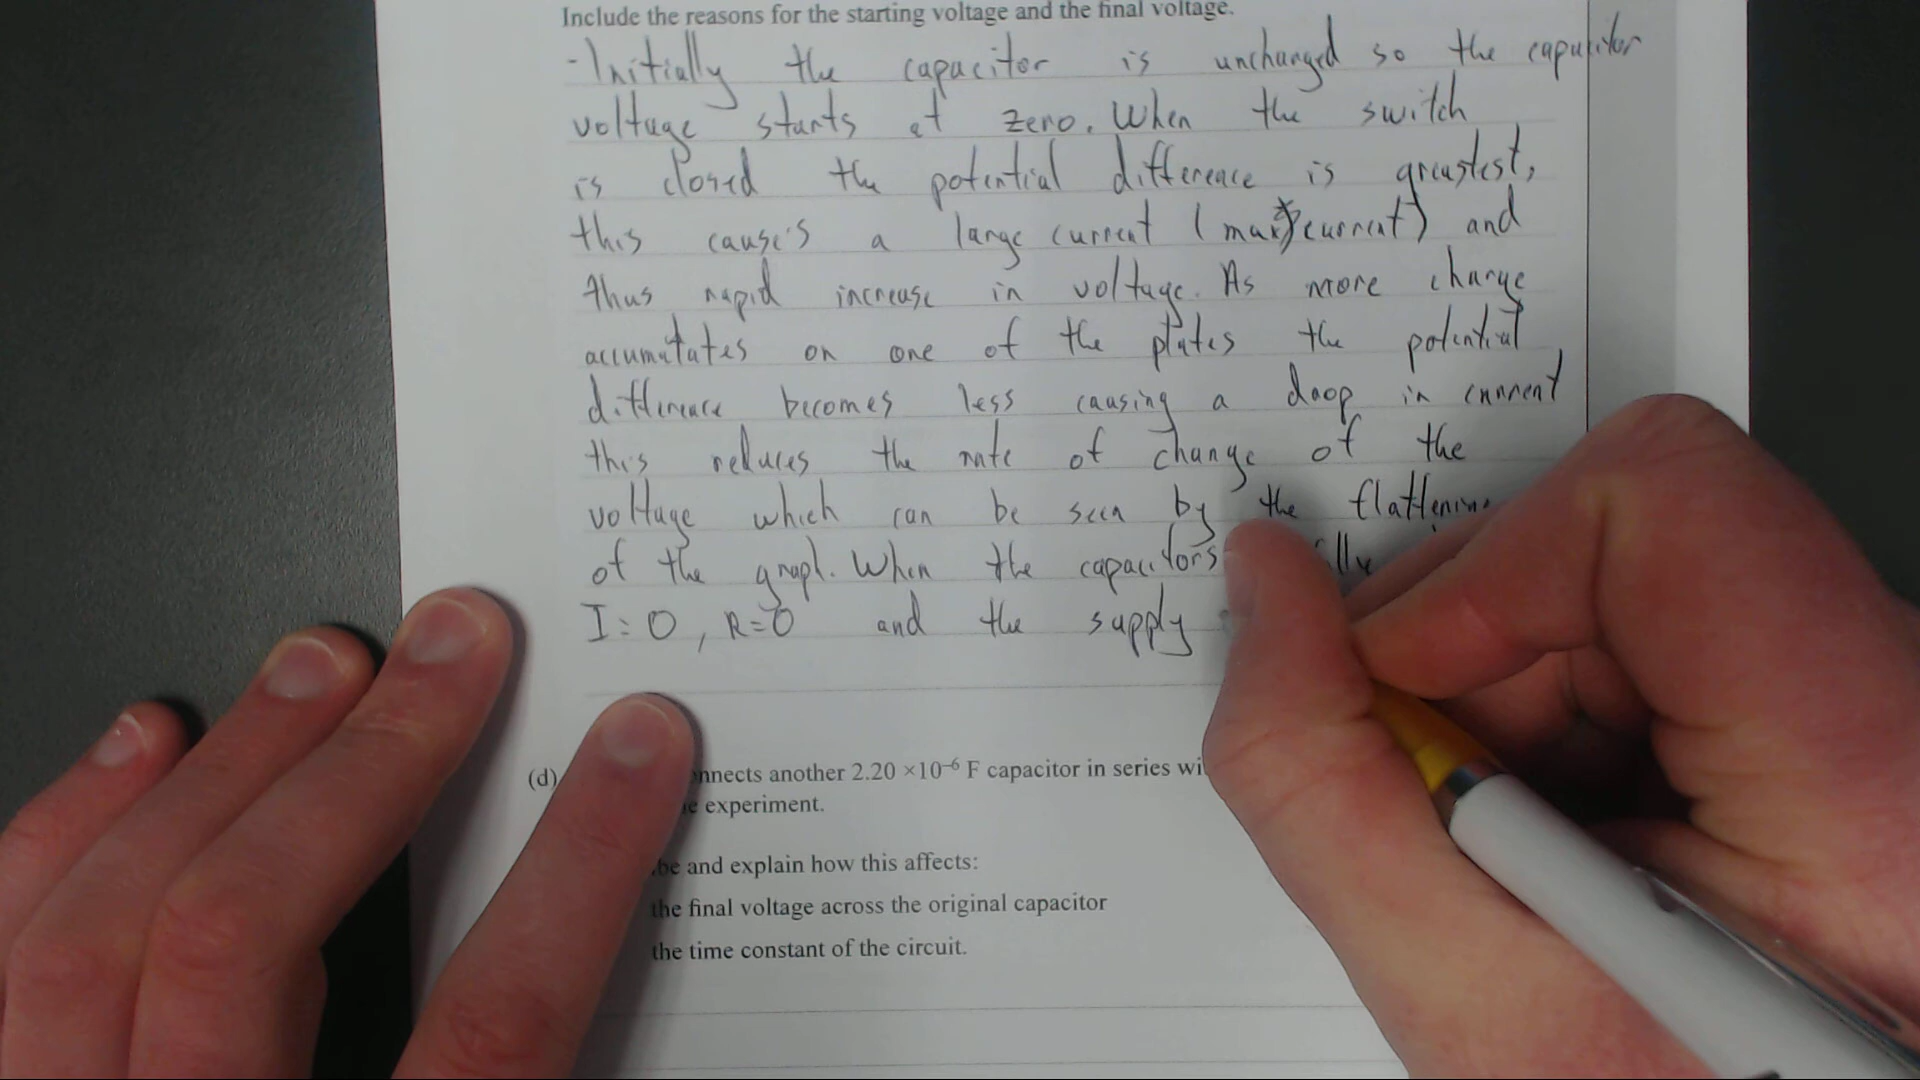 Include the reasons for the starting voltage and the final voltage.
- Initially the capacitor is unchanged so the capacitor
voltage starts at zero. When the switch
is closed the potential difference is greastest,
this cause's a large current (max current) and
thus rapid increase in voltage. As more charge
accumatates on one of the plates the potential
difference becomes less causing a doop in current
this reduces the rate of change of the
voltage which can be seen by the flattening
of the graph. When the capacitors
I = 0, R = 0 and the supply
(d) nnects another 2.20 ×10⁻⁶ F capacitor in series wi
experiment.
be and explain how this affects:
the final voltage across the original capacitor
the time constant of the circuit.